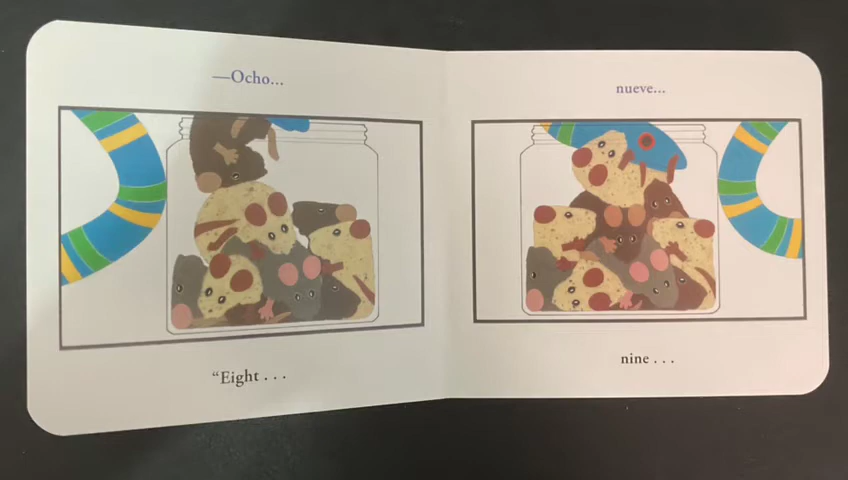 —Ocho...
“Eight . . .
nueve...
nine . . .